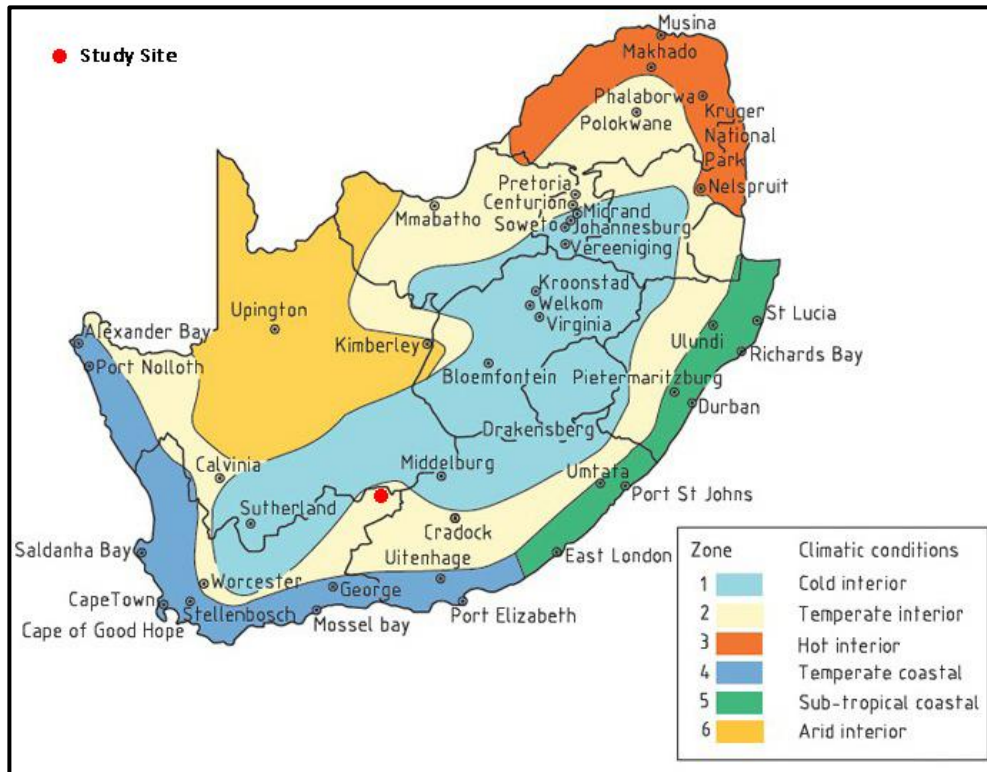 Study Site
Musina
Makhado
Phalaborwa
Kruger
National
Park
Polokwane
Nelspruit
Pretoria
Centurion
Midrand
Soweto
Johannesburg
Vereeniging
Mmabatho
Kroonstad
Welkom
Virginia
Upington
Kimberley
Bloemfontein
Alexander Bay
Port Nolloth
St Lucia
Ulundi
Richards Bay
Pietermaritzburg
Durban
Drakensberg
Calvinia
Middelburg
Umtata
Port St Johns
Sutherland
Cradock
Saldanha Bay
Uitenhage
East London
Worcester
George
CapeTown
Stellenbosch
Port Elizabeth
Cape of Good Hope
Mossel bay
Zone Climatic conditions
1 Cold interior
2 Temperate interior
3 Hot interior
4 Temperate coastal
5 Sub-tropical coastal
6 Arid interior